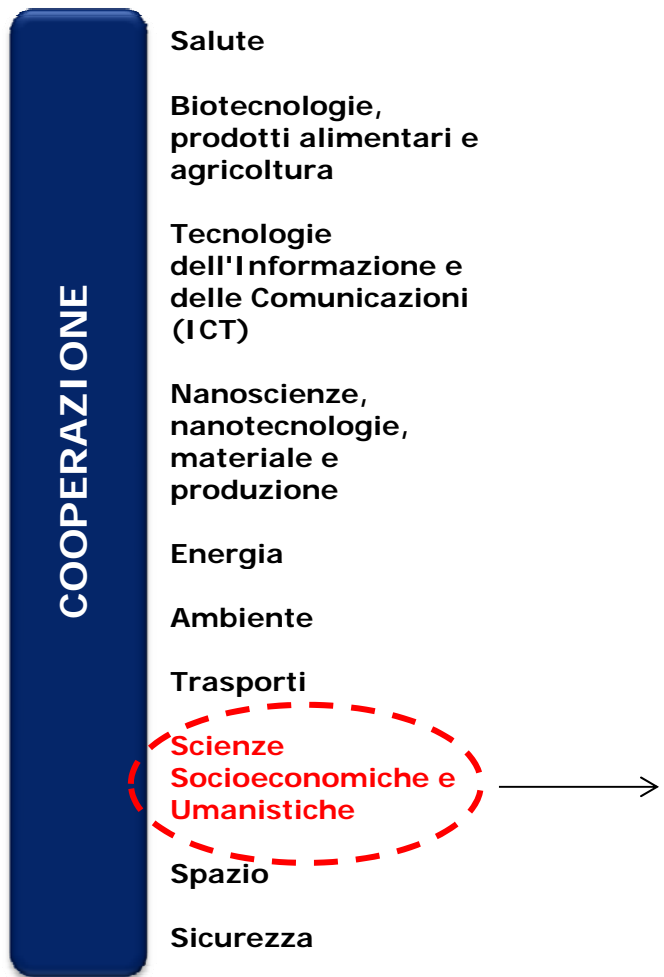 COOPERAZIONE
Salute
Biotecnologie,
prodotti alimentari e
agricoltura
Tecnologie
dell'Informazione e
delle Comunicazioni
(ICT)
Nanoscienze,
nanotecnologie,
materiale e
produzione
Energia
Ambiente
Trasporti
Scienze
Socioeconomiche e
Umanistiche
Spazio
Sicurezza